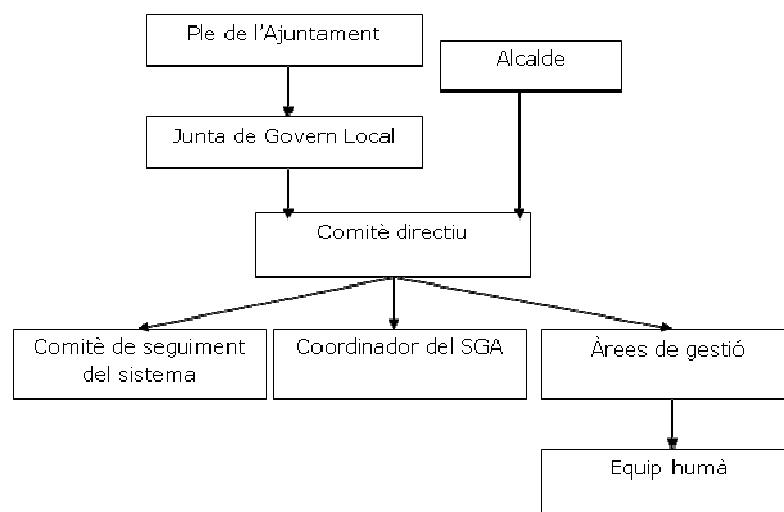 Ple de l'Ajuntament
Alcalde
Junta de Govern Local
Comitè directiu
Comitè de seguiment
del sistema
Coordinador del SGA
Àrees de gestió
Equip humà